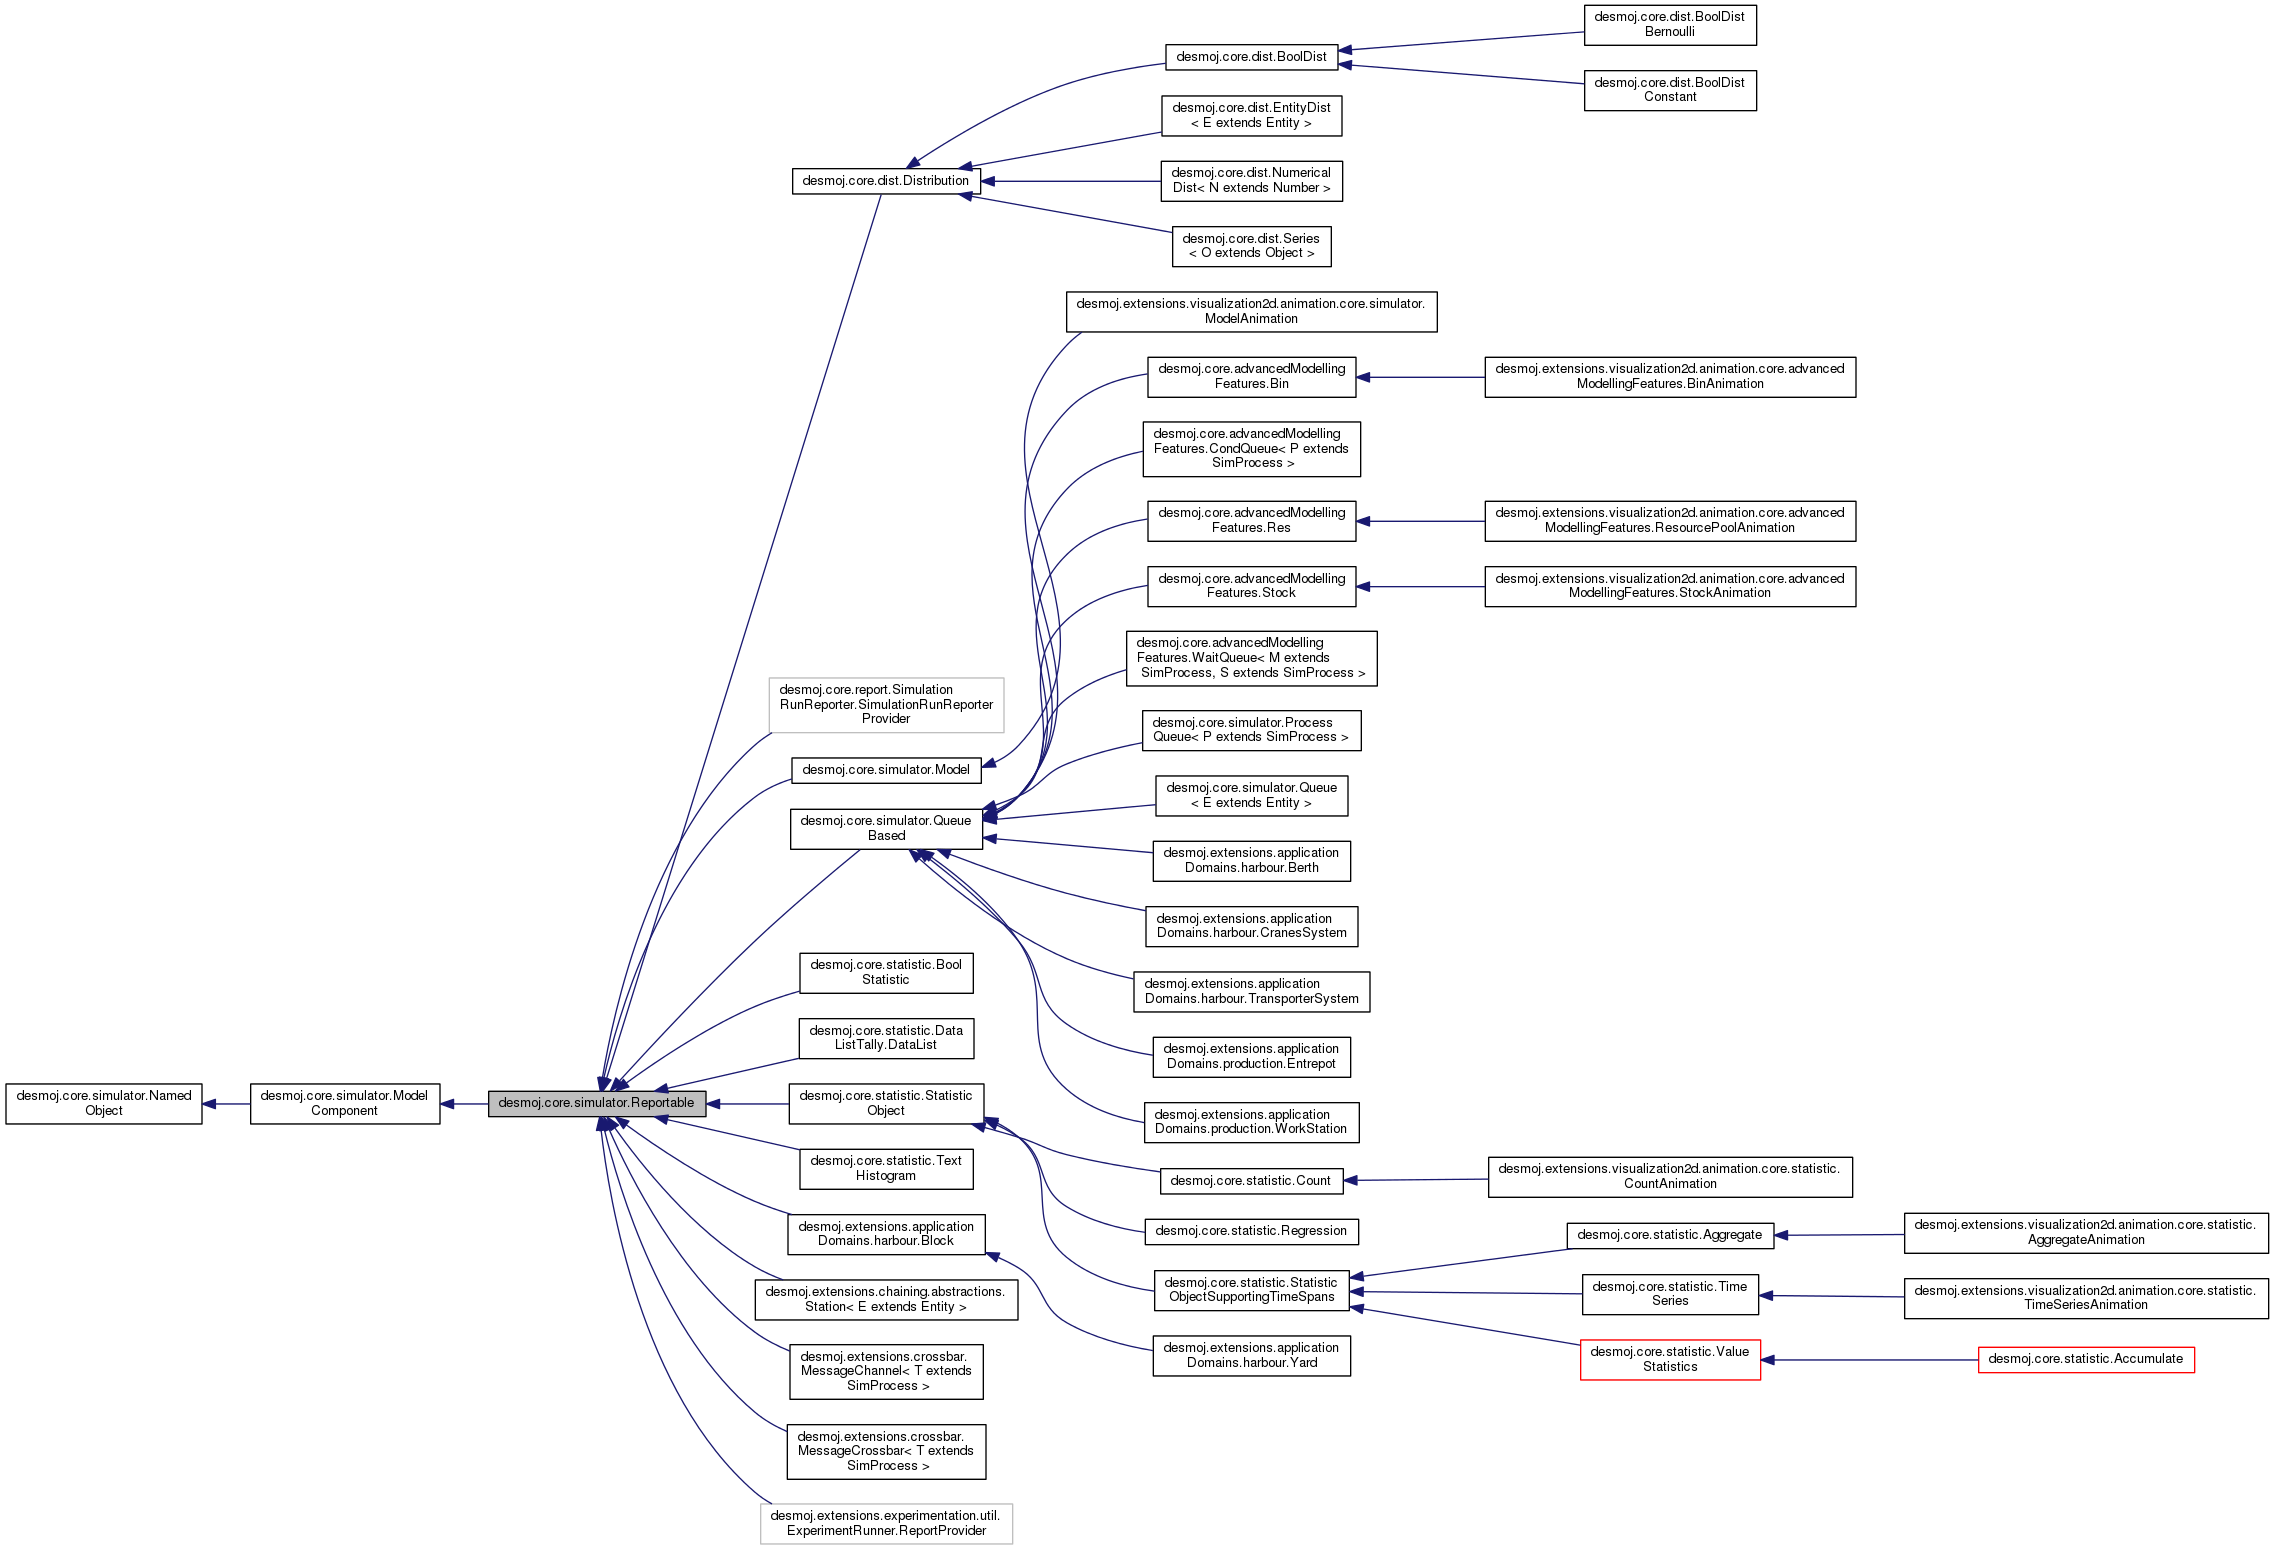 desmoj.core.simulator.Named
Object
desmoj.core.simulator.Model
Component
desmoj.core.simulator.Reportable
desmoj.core.dist.Distribution
desmoj.core.report.Simulation
RunReporter.SimulationRunReporter
Provider
desmoj.core.simulator.Model
desmoj.core.simulator.Queue
Based
desmoj.core.statistic.Bool
Statistic
desmoj.core.statistic.Data
ListTally.DataList
desmoj.core.statistic.Statistic
Object
desmoj.core.statistic.Text
Histogram
desmoj.extensions.application
Domains.harbour.Block
desmoj.extensions.chaining.abstractions.
Station< E extends Entity >
desmoj.extensions.crossbar.
MessageChannel< T extends
SimProcess >
desmoj.extensions.crossbar.
MessageCrossbar< T extends
SimProcess >
desmoj.extensions.experimentation.util.
ExperimentRunner.ReportProvider
desmoj.core.dist.BoolDist
desmoj.core.dist.EntityDist
< E extends Entity >
desmoj.core.dist.Numerical
Dist< N extends Number >
desmoj.core.dist.Series
< O extends Object >
desmoj.extensions.visualization2d.animation.core.simulator.
ModelAnimation
desmoj.core.advancedModelling
Features.Bin
desmoj.core.advancedModelling
Features.CondQueue< P extends
SimProcess >
desmoj.core.advancedModelling
Features.Res
desmoj.core.advancedModelling
Features.Stock
desmoj.core.advancedModelling
Features.WaitQueue< M extends
SimProcess, S extends SimProcess >
desmoj.core.simulator.Process
Queue< P extends SimProcess >
desmoj.core.simulator.Queue
< E extends Entity >
desmoj.extensions.application
Domains.harbour.Berth
desmoj.extensions.application
Domains.harbour.CranesSystem
desmoj.extensions.application
Domains.harbour.TransporterSystem
desmoj.extensions.application
Domains.production.Entrepot
desmoj.extensions.application
Domains.production.WorkStation
desmoj.core.statistic.Count
desmoj.core.statistic.Regression
desmoj.core.statistic.Statistic
ObjectSupportingTimeSpans
desmoj.extensions.application
Domains.harbour.Yard
desmoj.core.dist.BoolDist
Bernoulli
desmoj.core.dist.BoolDist
Constant
desmoj.extensions.visualization2d.animation.core.advanced
ModellingFeatures.BinAnimation
desmoj.extensions.visualization2d.animation.core.advanced
ModellingFeatures.ResourcePoolAnimation
desmoj.extensions.visualization2d.animation.core.advanced
ModellingFeatures.StockAnimation
desmoj.extensions.visualization2d.animation.core.statistic.
CountAnimation
desmoj.core.statistic.Aggregate
desmoj.core.statistic.Time
Series
desmoj.core.statistic.Value
Statistics
desmoj.extensions.visualization2d.animation.core.statistic.
AggregateAnimation
desmoj.extensions.visualization2d.animation.core.statistic.
TimeSeriesAnimation
desmoj.core.statistic.Accumulate